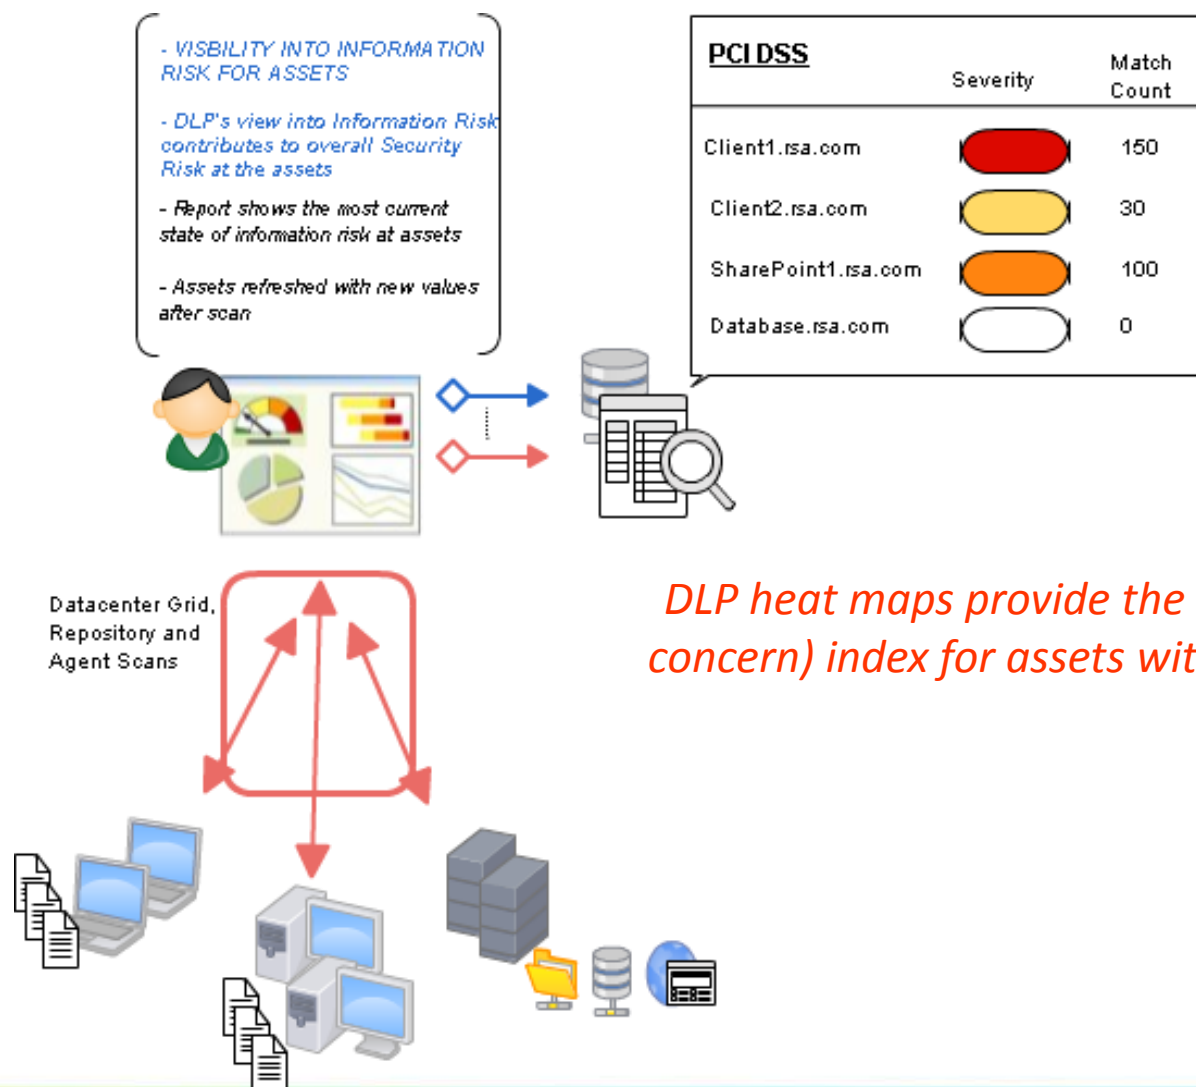 - VISBILITY INTO INFORMATION
RISK FOR ASSETS
- DLP's view into Information Risk
contributes to overall Security
Risk at the assets
- Report shows the most current
state of information risk at assets
- Assets refreshed with new values
after scan
PCI DSS
Severity
Match
Count
Client1.rsa.com
150
Client2.rsa.com
30
SharePoint1.rsa.com
100
Database.rsa.com
0
Datacenter Grid,
Repository and
Agent Scans
DLP heat maps provide the
concern) index for assets wit